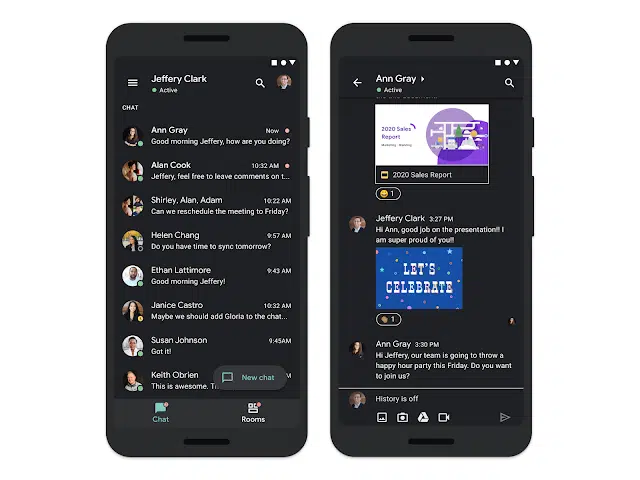 Jeffery Clark
Active
CHAT
Ann Gray Now
Good morning Jeffery, how are you doing?
Alan Cook 10:32 AM
Jeffery, feel free to leave comments on t...
Shirley, Alan, Adam 10:22 AM
Can we reschedule the meeting to Friday?
Helen Chang 9:57 AM
Do you have time to sync tomorrow?
Ethan Lattimore 9:43 AM
Good morning Jeffery!
Janice Castro 10:32 AM
Maybe we should add Gloria to the chat...
Susan Johnson 9:45AM
Got it!
Keith Obrien
This is awesome. Th
New chat
Chat
Rooms
Ann Gray
Active
2020 Sales
Report
Marketing - Planning
2020 Sales Report
1
Jeffery Clark 3:27 PM
Hi Ann, good job on the presentation!! I
am super proud of you!!
LET'S
CELEBRATE
1
Ann Gray 3:30 PM
Hi Jeffery, our team is going to throw a
happy hour party this Friday. Do you want
to join us?
History is off